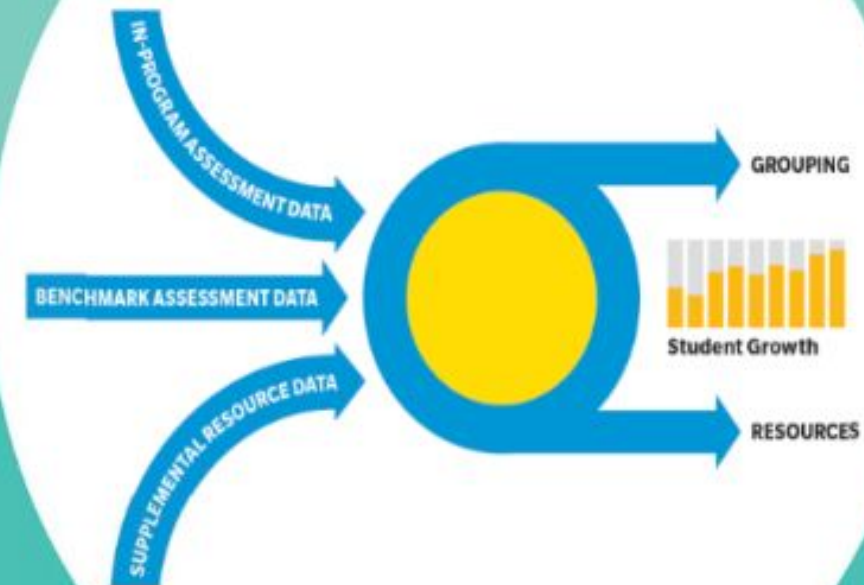 IN-PROGRAM ASSESSMENT DATA
BENCHMARK ASSESSMENT DATA
SUPPLEMENTAL RESOURCE DATA
GROUPING
Student Growth
RESOURCES